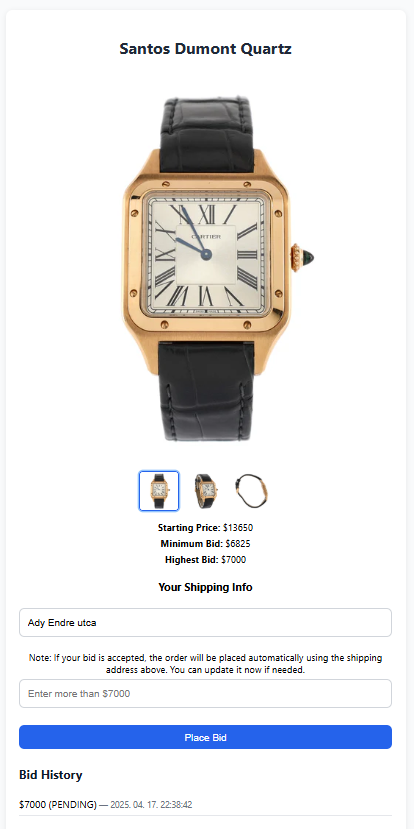 Santos Dumont Quartz
XII
CARTIER
Starting Price: $13650
Minimum Bid: $6825
Highest Bid: $7000
Your Shipping Info
Ady Endre utca
Note: If your bid is accepted, the order will be placed automatically using the shipping
address above. You can update it now if needed.
Enter more than $7000
Place Bid
Bid History
$7000 (PENDING) — 2025. 04. 17. 22:38:42